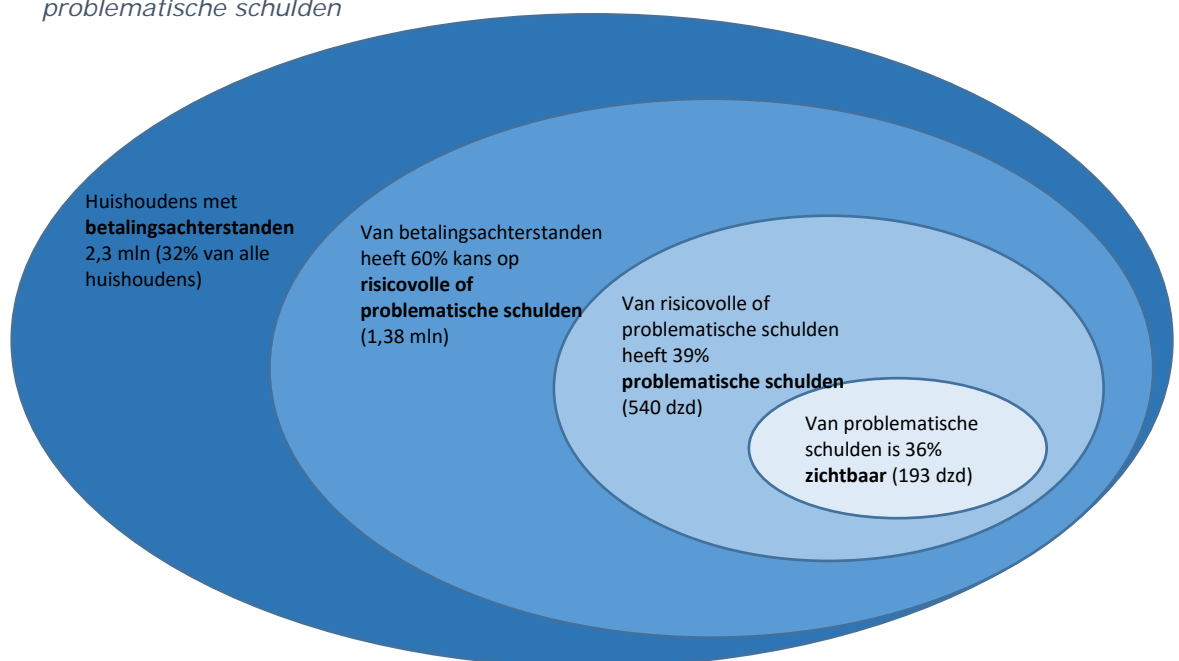 problematische schulden
Huishoudens met
betalingsachterstanden
2,3 mln (32% van alle
huishoudens)
Van betalingsachterstanden
heeft 60% kans op
risicovolle of
problematische schulden
(1,38 mln)
Van risicovolle of
problematische schulden
heeft 39%
problematische schulden
(540 dzd)
Van problematische
schulden is 36%
zichtbaar (193 dzd)